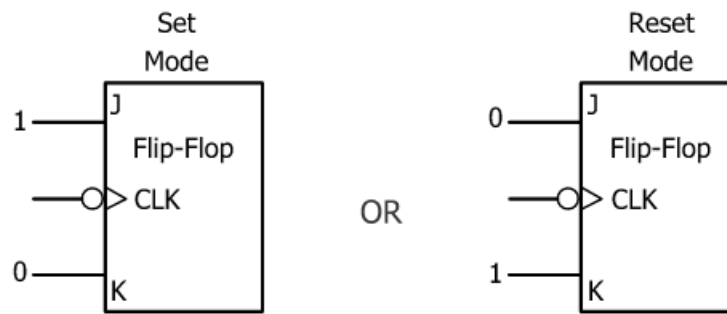 Set
Mode
J
1
Flip-Flop
CLK
0
K
OR
Reset
Mode
J
0
Flip-Flop
CLK
1
K